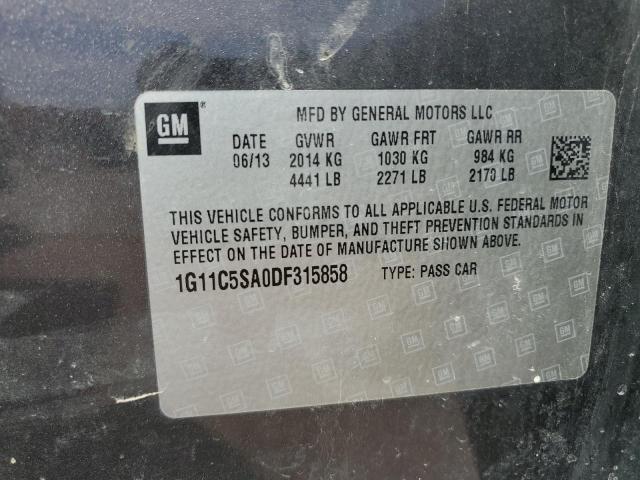 GM ®
MFD BY GENERAL MOTORS LLC
DATE GVWR GAWR FRT GAWR RR
06/13 2014 KG 1030 KG 984 KG
4441 LB 2271 LB 2170 LB
THIS VEHICLE CONFORMS TO ALL APPLICABLE U.S. FEDERAL MOTOR
VEHICLE SAFETY, BUMPER, AND THEFT PREVENTION STANDARDS IN
EFFECT ON THE DATE OF MANUFACTURE SHOWN ABOVE.
1G11C5SA0DF315858 TYPE: PASS CAR